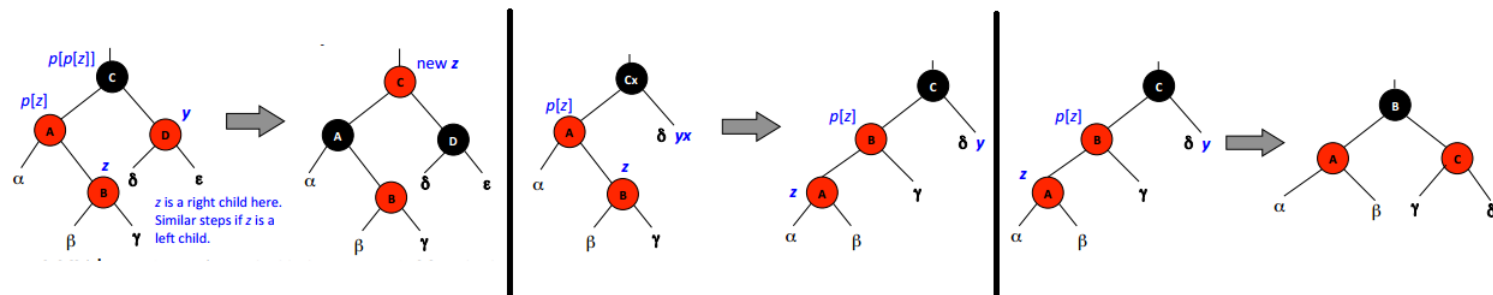 p[p[z]]
C
p[z]
y
A
D
z
α
B
δ
ε
z is a right child here.
Similar steps if z is a
left child.
β
γ
new z
C
A
D
α
B
δ
ε
β
γ
Cx
p[z]
A
δ yx
z
α
B
β
γ
C
p[z]
B
δ y
z
A
γ
α
β
C
p[z]
B
δ y
z
A
γ
α
β
B
A
C
α
β
γ
δ